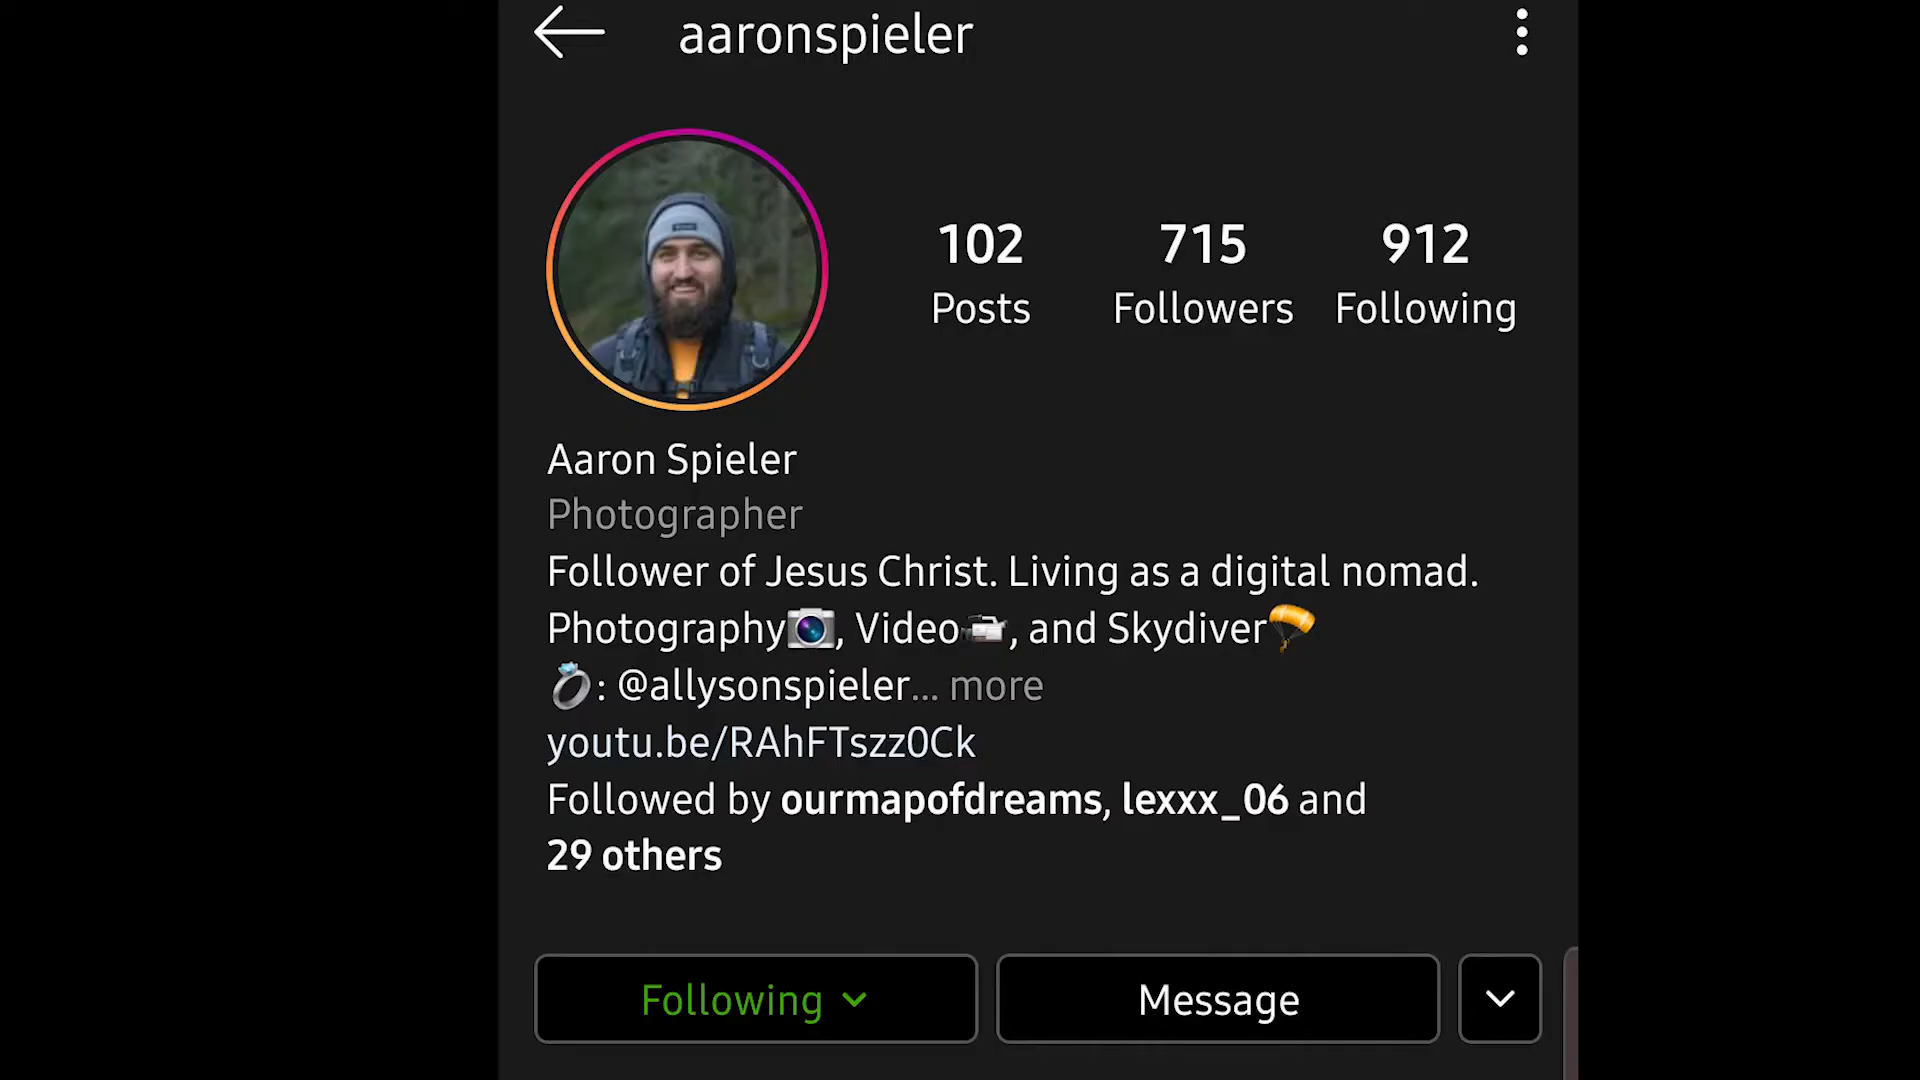 aaronspieler
102 715 912
Posts Followers Following
Aaron Spieler
Photographer
Follower of Jesus Christ. Living as a digital nomad.
Photography📷, Video📹, and Skydiver🪂
💍: @allysonspieler... more
youtu.be/RAhFTszz0Ck
Followed by ourmapofdreams, lexxx_06 and
29 others
Following Message